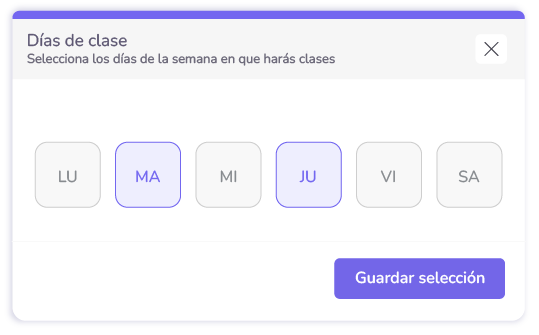 Días de clase
Selecciona los días de la semana en que harás clases
LU MA MI JU VI SA
Guardar selección